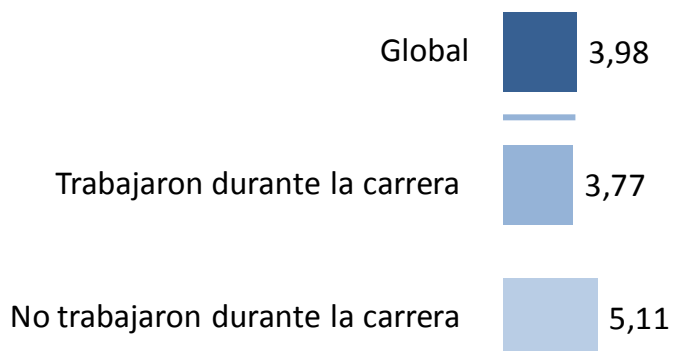 Global 3,98
Trabajaron durante la carrera 3,77
No trabajaron durante la carrera 5,11